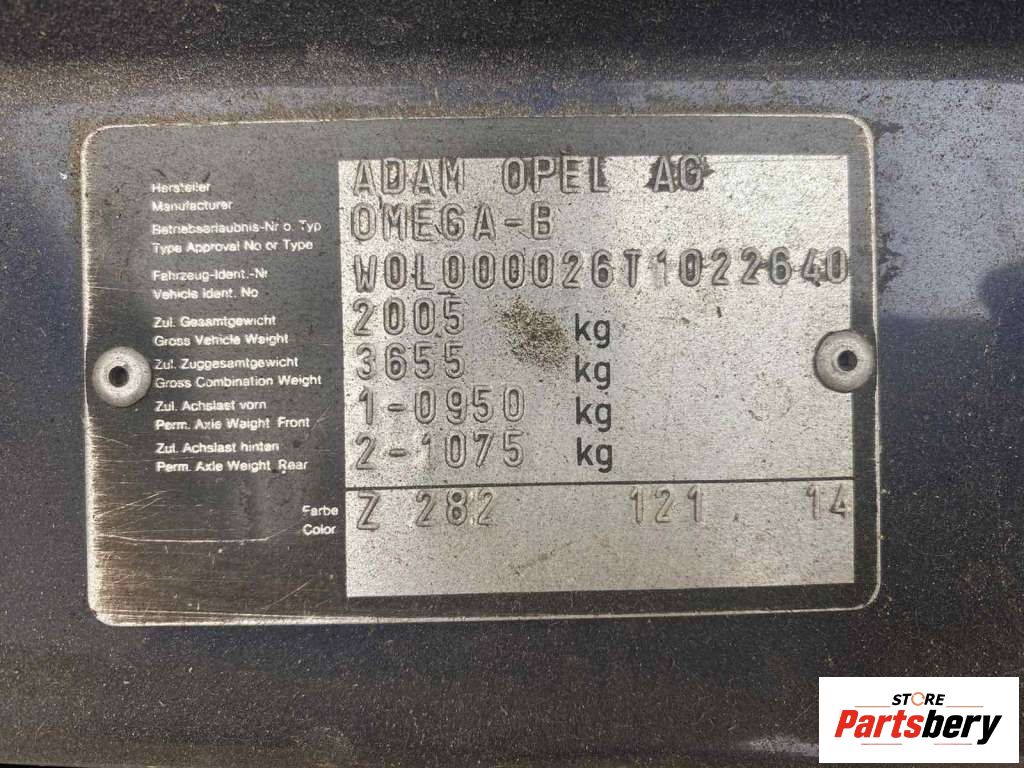 Hersteller
Manufacturer
ADAM OPEL AG
Betriebserlaubnis-Nr o. Typ
Type Approval No or Type
OMEGA-B
Fahrzeug-Ident.-Nr
Vehicle Ident. No
W0L000026T1022640
Zul. Gesamtgewicht
Gross Vehicle Weight
2005 kg
Zul. Zuggesamtgewicht
Gross Combination Weight
3655 kg
Zul. Achslast vorn
Perm. Axle Waight Front
1-0950 kg
Zul. Achslast hinten
Perm. Axle Weight Rear
2-1075 kg
Farbe
Color
Z 282 121 14
STORE
Partsbery